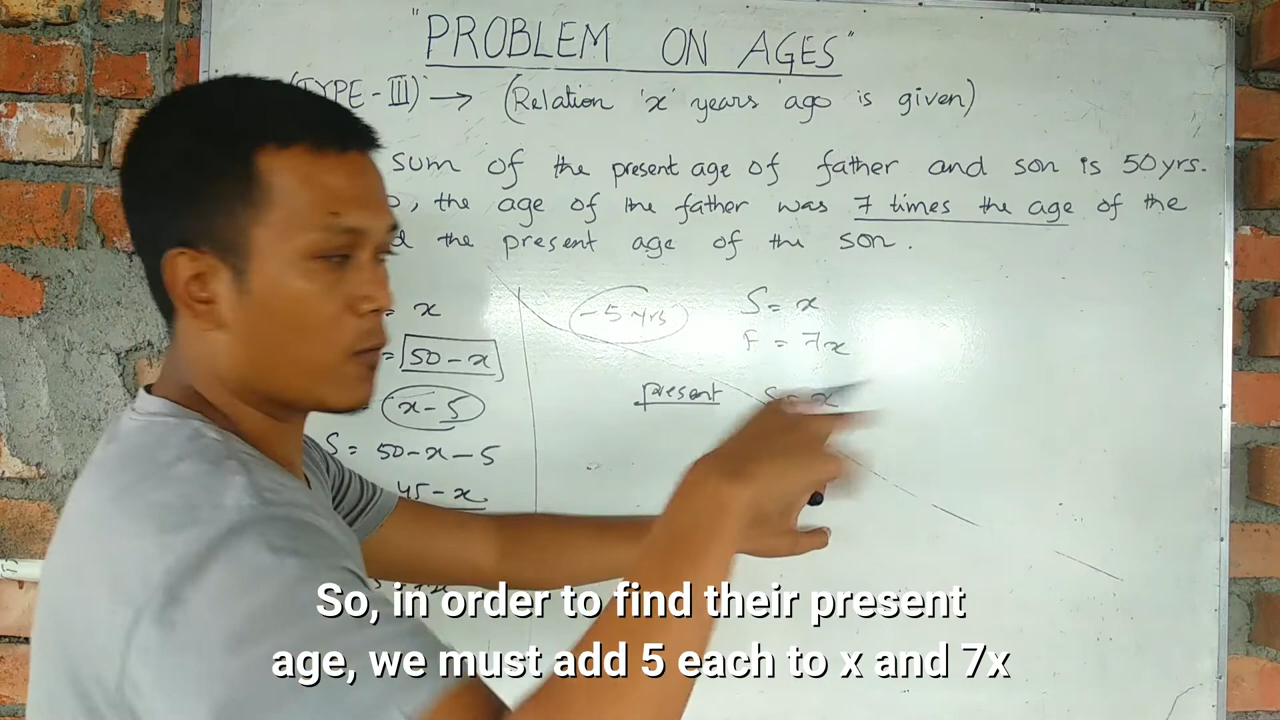 "PROBLEM ON AGES"
(TYPE-III) → (Relation 'x' years ago is given)
sum of the present age of father and son is 50 yrs.
, the age of the father was 7 times the age of the
the present age of the son.
= x
= 50-x
x-5
S = 50-x-5
45-x
-5 yrs
S = x
F = 7x
present S = x
So, in order to find their present
age, we must add 5 each to x and 7x